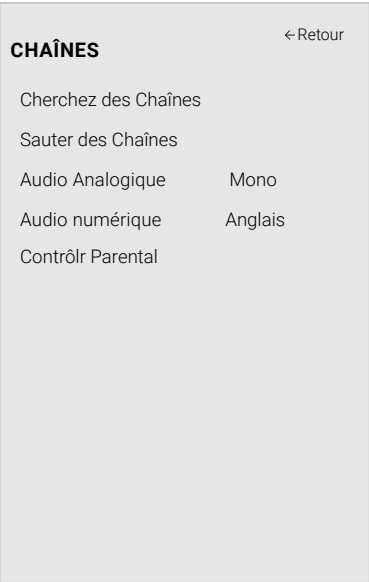 ←Retour
CHAÎNES
Cherchez des Chaînes
Sauter des Chaînes
Audio Analogique Mono
Audio numérique Anglais
Contrôlr Parental